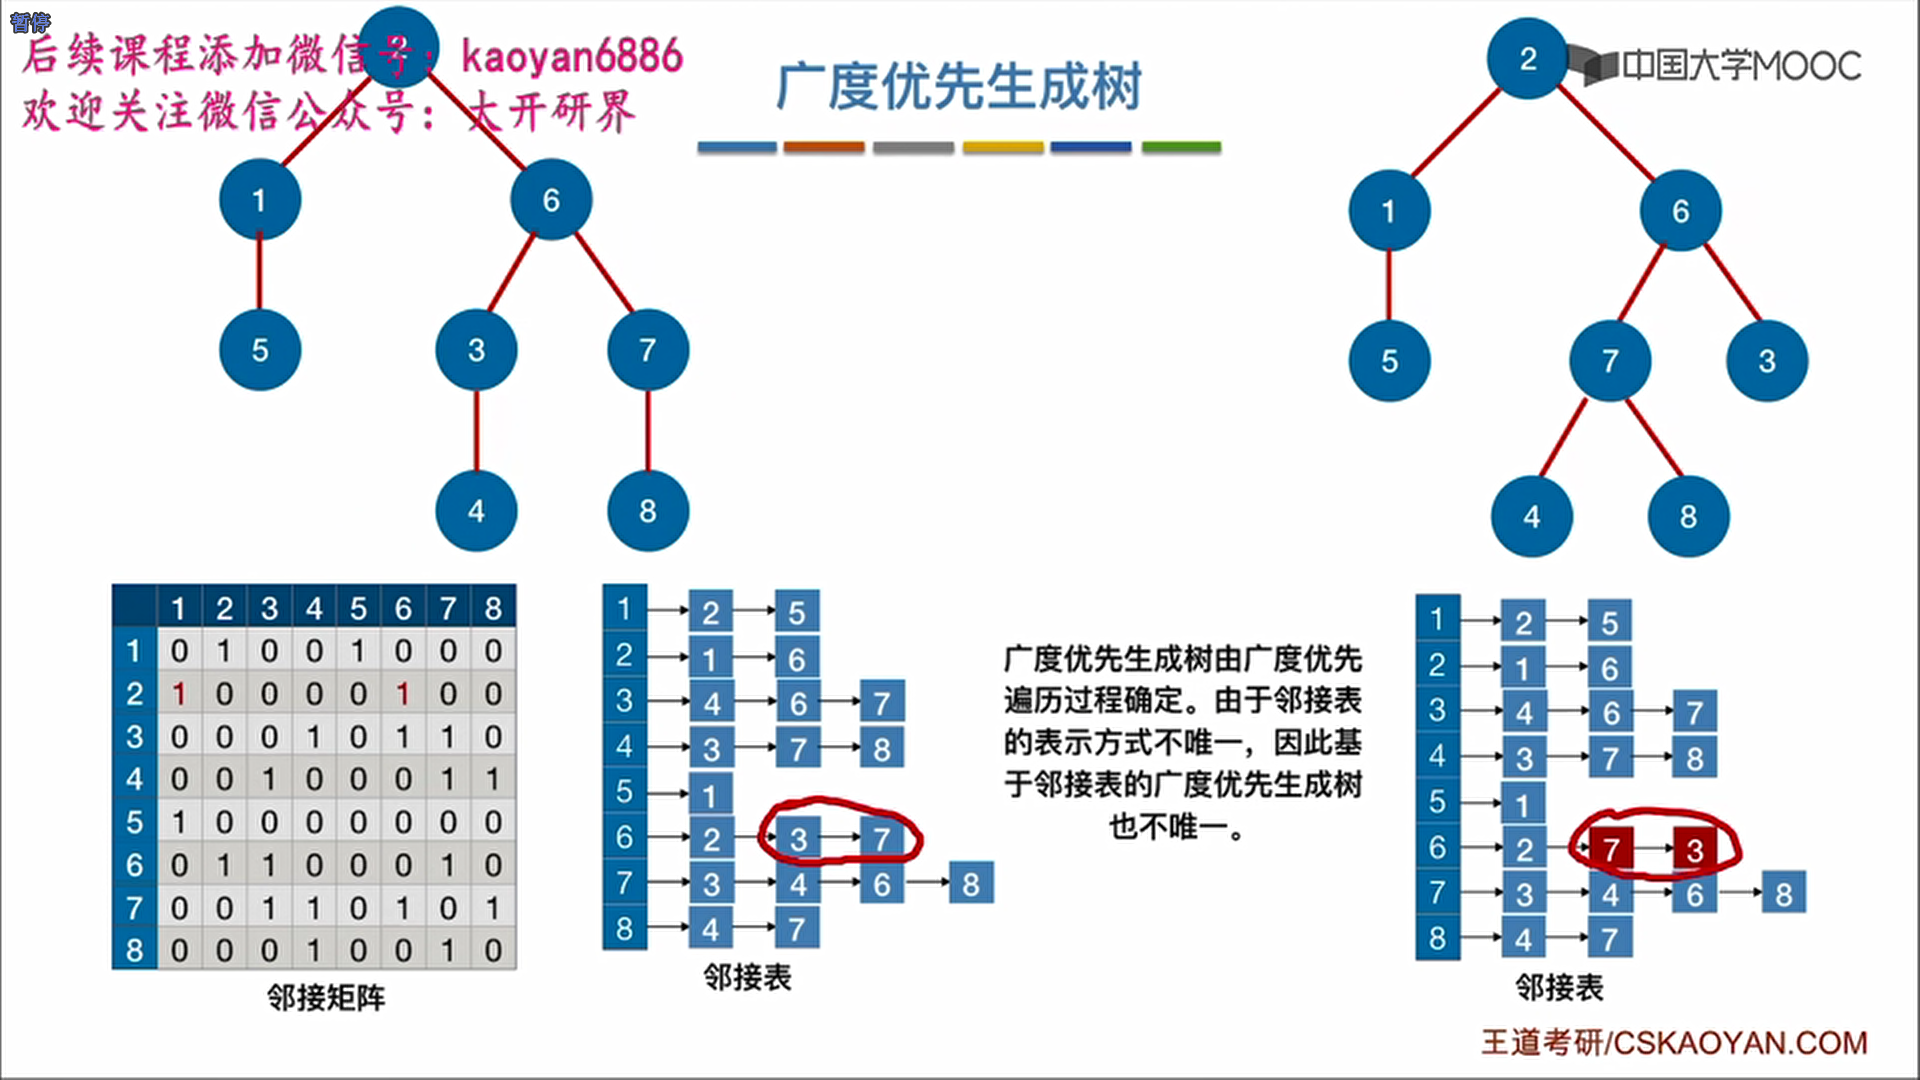 暂停
后续课程添加微信号：kaoyan6886
欢迎关注微信公众号：大开研界
广度优先生成树
中国大学MOOC
2
1 6
5 3 7
4 8
2
1 6
5 7 3
4 8
1 2 3 4 5 6 7 8
1 0 1 0 0 1 0 0 0
2 1 0 0 0 0 1 0 0
3 0 0 0 1 0 1 1 0
4 0 0 1 0 0 0 1 1
5 1 0 0 0 0 0 0 0
6 0 1 1 0 0 0 1 0
7 0 0 1 1 0 1 0 1
8 0 0 0 1 0 0 1 0
邻接矩阵
1 2 5
2 1 6
3 4 6 7
4 3 7 8
5 1
6 2 3 7
7 3 4 6 8
8 4 7
邻接表
广度优先生成树由广度优先
遍历过程确定。由于邻接表
的表示方式不唯一，因此基
于邻接表的广度优先生成树
也不唯一。
1 2 5
2 1 6
3 4 6 7
4 3 7 8
5 1
6 2 7 3
7 3 4 6 8
8 4 7
邻接表
王道考研/CSKAOYAN.COM